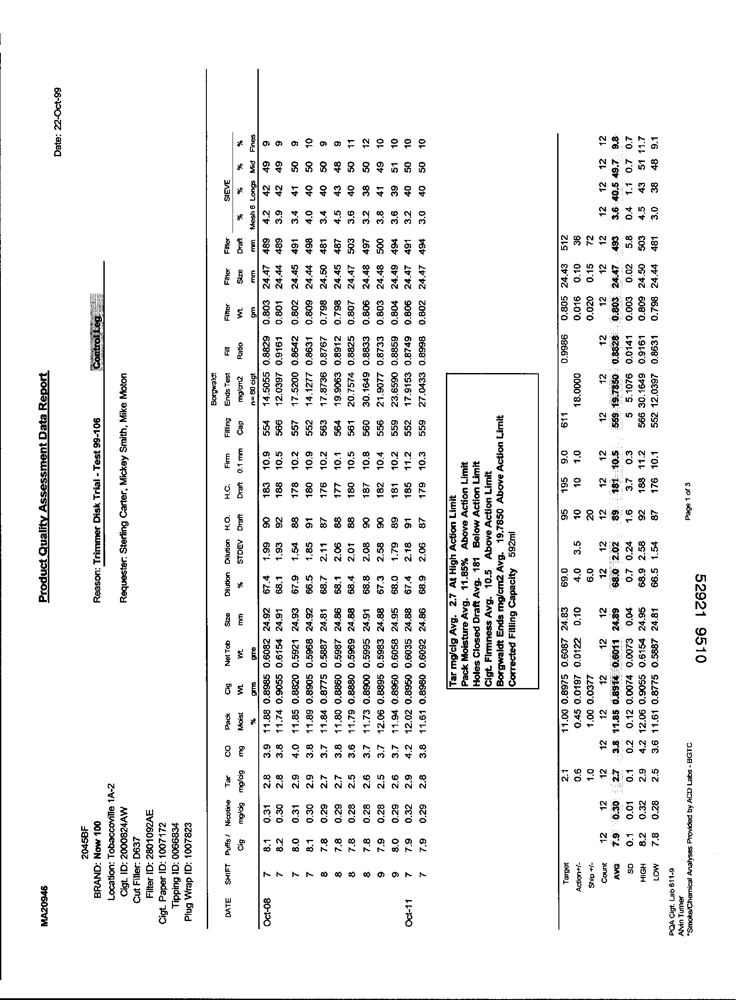 MA20946
Product Quality Assessment Data Report
Date: 22-Oct-99
2045BF
BRAND: Now 100
Reason: Trimmer Disk Trial - Test 99-106
Control Leg
Location: Tobaccoville 1A-2
Cigt. ID: 2000824AW
Requester: Sterling Carter, Mickey Smith, Mike Moton
Cut Filler: D637
Filter ID: 2801092AE
Cigt. Paper ID: 1007172
Tipping ID: 0066834
Plug Wrap ID: 1007823
Borgwaldt SIEVE
DATE SHIFT Puffs / Nicotine Tar CO Pack Cig Net Tob Size Dilution Dilution H.O. H.C. Firm Filling Ends Test Fill Filter Filter Filter % % % %
Cig mg/cig mg/cig mg Moist Wt. Wt. mm % STDEV Draft Draft 0.1 mm Cap mg/cm2 Ratio Wt. Size Draft Mesh 6 Longs Mid Fines
% gms gms n= 60 cigt gm mm mm
Oct-08 7 8.1 0.31 2.8 3.9 11.88 0.8985 0.6082 24.92 67.4 1.99 90 183 10.9 554 14.5055 0.8829 0.803 24.47 489 4.2 42 49 9
7 8.2 0.30 2.8 3.8 11.74 0.9055 0.6154 24.91 68.1 1.93 92 188 10.5 566 12.0397 0.9161 0.801 24.44 489 3.9 42 49 9
7 8.0 0.31 2.9 4.0 11.85 0.8820 0.5921 24.93 67.9 1.54 88 178 10.2 557 17.5200 0.8642 0.802 24.45 491 3.4 41 50 9
7 8.1 0.30 2.9 3.8 11.89 0.8905 0.5968 24.92 66.5 1.85 91 180 10.9 552 14.1277 0.8631 0.809 24.44 498 4.0 40 50 10
8 7.8 0.29 2.7 3.7 11.84 0.8775 0.5887 24.81 68.7 2.11 87 176 10.2 563 17.8736 0.8767 0.798 24.50 481 3.4 40 50 9
8 7.8 0.29 2.7 3.8 11.80 0.8860 0.5987 24.86 68.1 2.06 88 177 10.1 564 19.9063 0.8912 0.798 24.45 487 4.5 43 48 9
8 7.8 0.28 2.5 3.6 11.79 0.8880 0.5969 24.88 68.4 2.01 88 180 10.5 561 20.7574 0.8825 0.807 24.47 503 3.6 40 50 11
9 7.8 0.28 2.6 3.7 11.73 0.8900 0.5995 24.91 68.8 2.08 90 187 10.8 560 30.1649 0.8833 0.806 24.48 497 3.2 38 50 12
9 7.9 0.28 2.5 3.7 12.06 0.8895 0.5983 24.88 67.3 2.58 90 182 10.4 556 21.9077 0.8733 0.803 24.48 500 3.8 41 49 10
9 8.0 0.29 2.6 3.7 11.94 0.8960 0.6058 24.95 68.0 1.79 89 181 10.2 559 23.6590 0.8859 0.804 24.49 494 3.6 39 51 10
Oct-11 7 7.9 0.32 2.9 4.2 12.02 0.8950 0.6035 24.88 67.4 2.18 91 185 11.2 552 17.9153 0.8749 0.806 24.47 491 3.2 40 50 10
7 7.9 0.29 2.8 3.8 11.61 0.8980 0.6092 24.86 68.9 2.06 87 179 10.3 559 27.0433 0.8998 0.802 24.47 494 3.0 40 50 10
Tar mg/cig Avg. 2.7 At High Action Limit
Pack Moisture Avg. 11.85% Above Action Limit
Holes Closed Draft Avg. 181 Below Action Limit
Cigt. Firmness Avg. 10.5 Above Action Limit
Borgwaldt Ends mg/cm2 Avg. 19.7850 Above Action Limit
Corrected Filling Capacity 592ml
Target 2.1 11.00 0.8975 0.6087 24.83 69.0 95 195 9.0 611 0.9986 0.805 24.43 512
Action+/- 0.6 0.45 0.0197 0.0122 0.10 4.0 3.5 10 10 1.0 18.0000 0.016 0.10 36
Ship +/- 1.0 1.00 0.0377 6.0 20 0.020 0.15 72
Count 12 12 12 12 12 12 12 12 12 12 12 12 12 12 12 12 12 12 12 12 12 12
AVG 7.9 0.30 2.7 3.8 11.85 0.8914 0.6011 24.89 68.0 2.02 89 181 10.5 559 19.7850 0.8828 0.803 24.47 493 3.6 40.5 49.7 9.8
SD 0.1 0.01 0.1 0.2 0.12 0.0074 0.0073 0.04 0.7 0.24 1.6 3.7 0.3 5 5.1076 0.0141 0.003 0.02 5.8 0.4 1.1 0.7 0.7
HIGH 8.2 0.32 2.9 4.2 12.06 0.9055 0.6154 24.95 68.9 2.58 92 188 11.2 566 30.1649 0.9161 0.809 24.50 503 4.5 43 51 11.7
LOW 7.8 0.28 2.5 3.6 11.61 0.8775 0.5887 24.81 66.5 1.54 87 176 10.1 552 12.0397 0.8631 0.798 24.44 481 3.0 38 48 9.1
PQA Cigt. Lab 611-9
Alvin Turner
*Smoke/Chemical Analyses Provided by ACD Labs - BGTC
Page 1 of 3
52921 9510